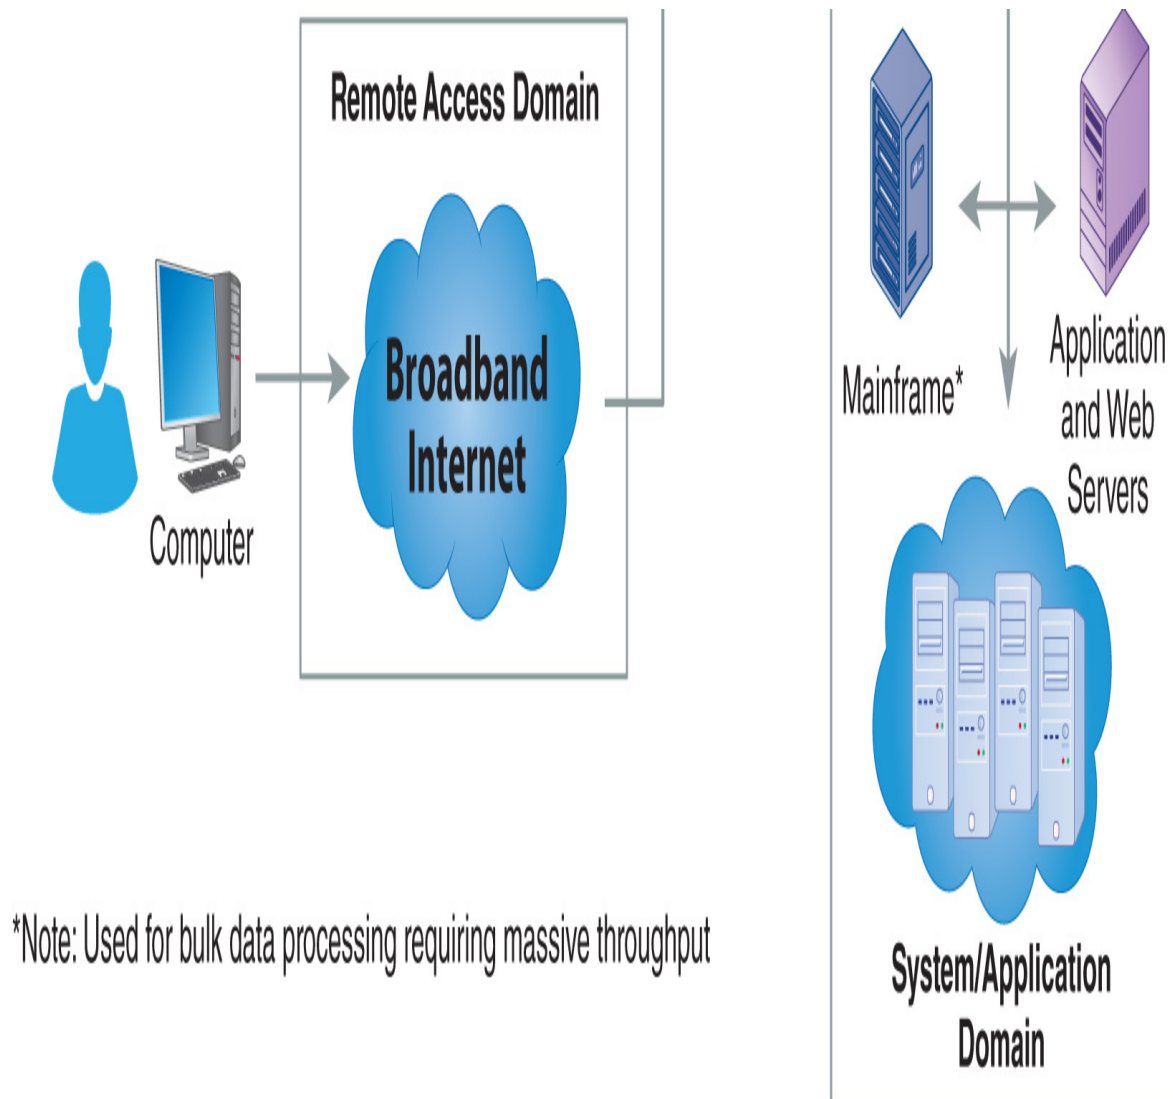 Remote Access Domain
Broadband
Internet
Computer
Mainframe*
Application
and Web
Servers
System/Application
Domain
*Note: Used for bulk data processing requiring massive throughput